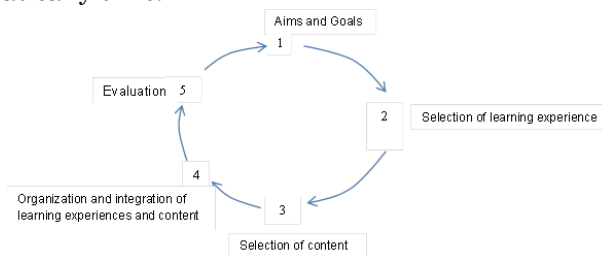 Aims and Goals
1
2
Selection of learning experience
3
Selection of content
4
Organization and integration of
learning experiences and content
Evaluation 5